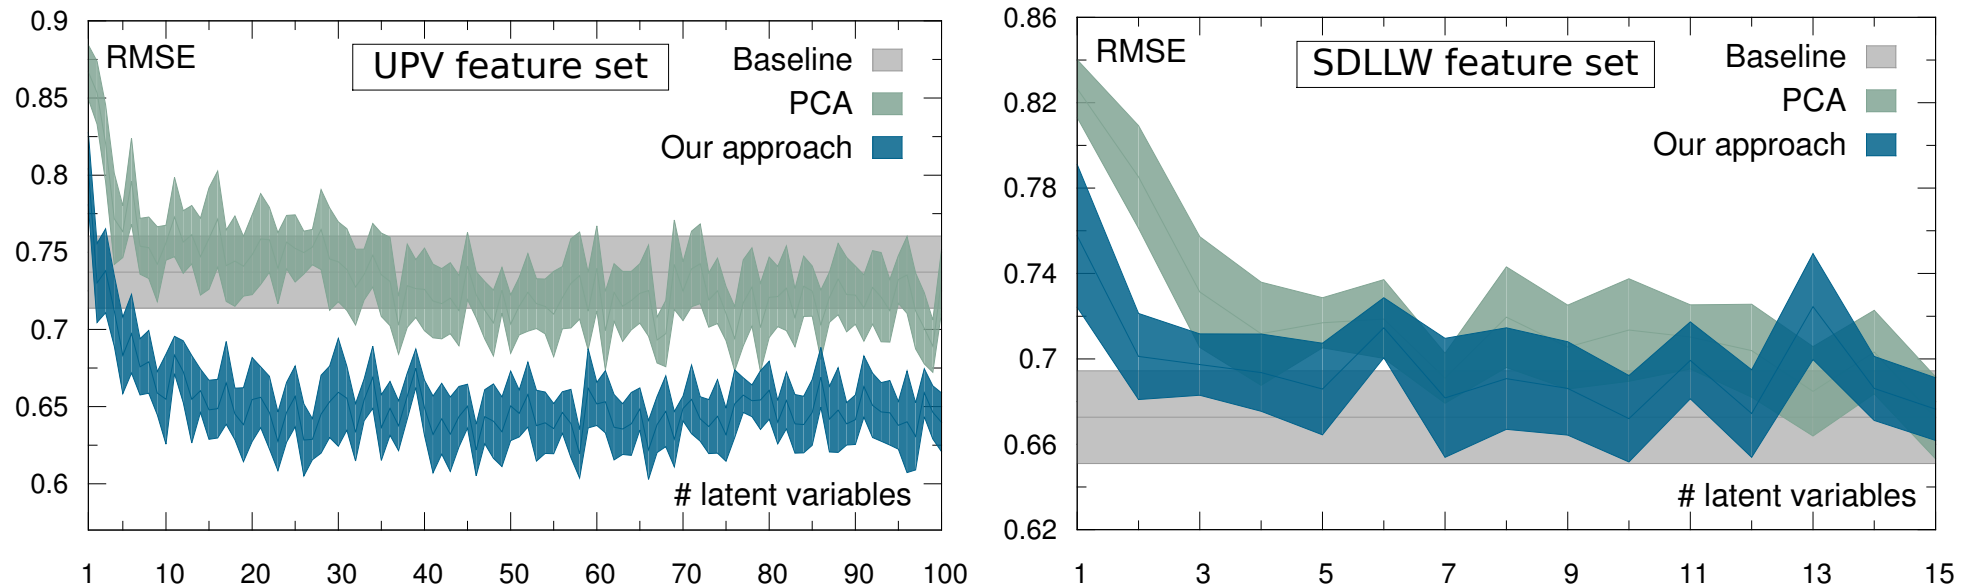 RMSE
UPV feature set
Baseline
PCA
Our approach
# latent variables
0.9
0.85
0.8
0.75
0.7
0.65
0.6
1 10 20 30 40 50 60 70 80 90 100
RMSE
SDLLW feature set
Baseline
PCA
Our approach
# latent variables
0.86
0.82
0.78
0.74
0.7
0.66
0.62
1 3 5 7 9 11 13 15